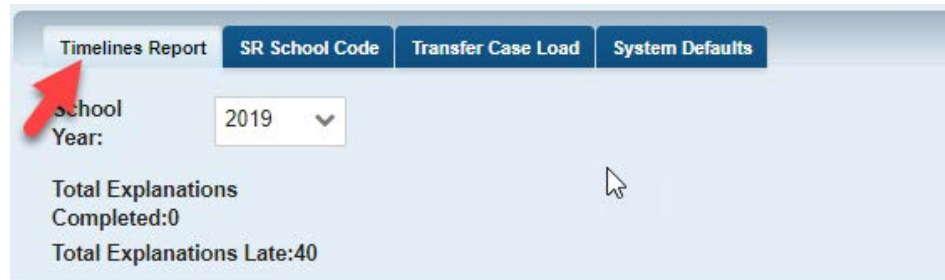 Timelines Report SR School Code Transfer Case Load System Defaults
School
Year:
2019
Total Explanations
Completed:0
Total Explanations Late:40